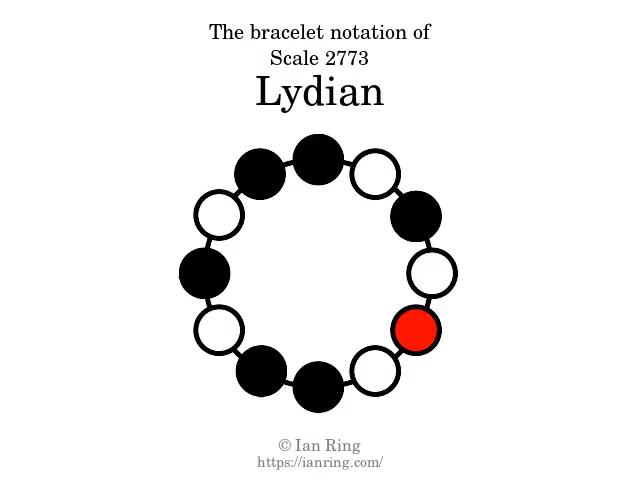 The bracelet notation of
Scale 2773
Lydian
© Ian Ring
https://ianring.com/